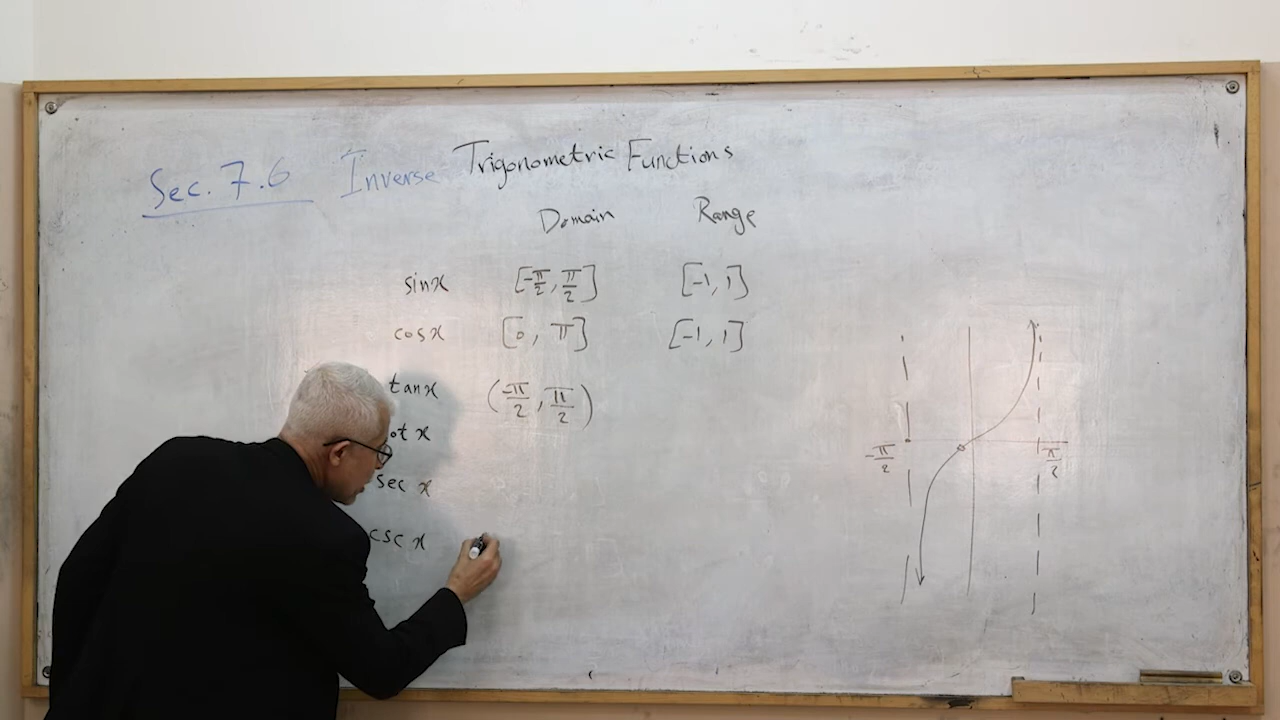 Sec. 7.6 Inverse Trigonometric Functions
Domain Range
sinx [-π/2, π/2] [-1, 1]
cosx [0, π] [-1, 1]
tanx (-π/2, π/2)
ot x
sec x
csc x
-π/2 π/2